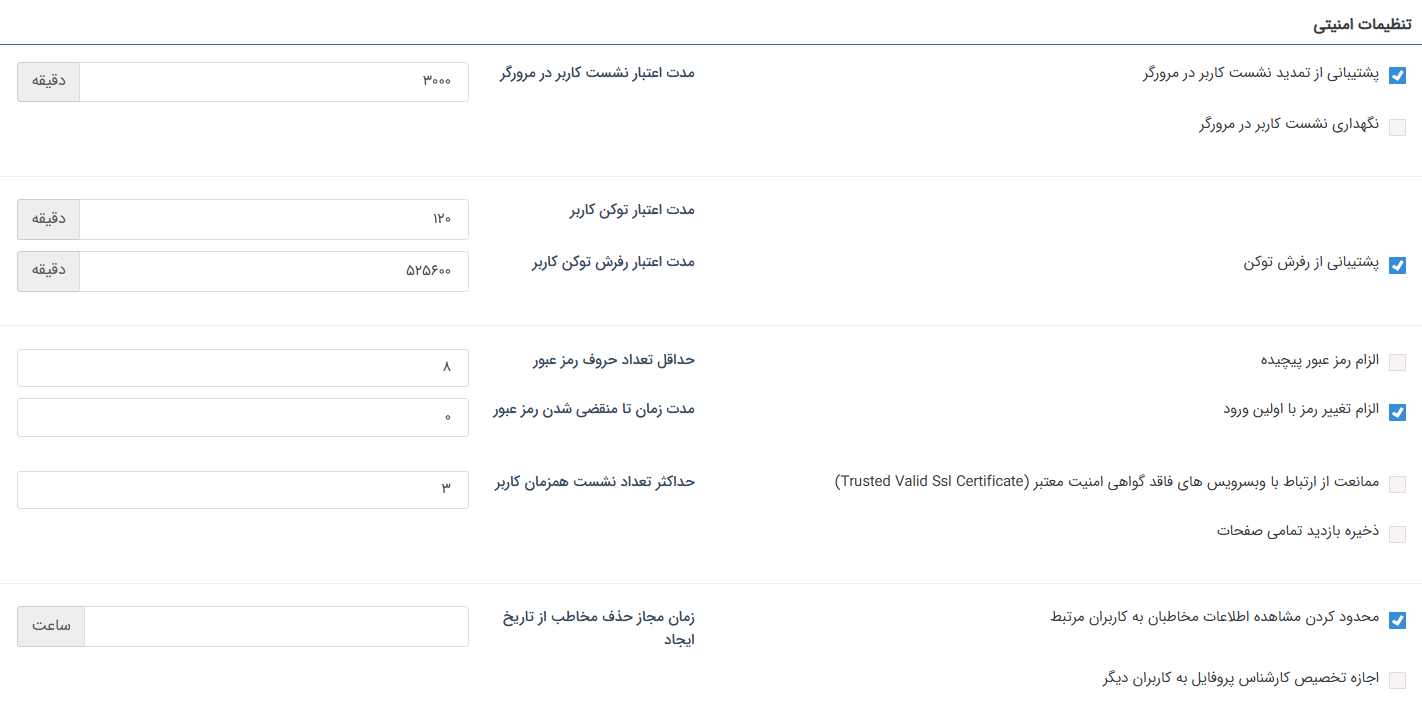 تنظیمات امنیتی
پشتیبانی از تمدید نشست کاربر در مرورگر
مدت اعتبار نشست کاربر در مرورگر
۳۰۰۰
دقیقه
نگهداری نشست کاربر در مرورگر
مدت اعتبار توکن کاربر
۱۲۰
دقیقه
پشتیبانی از رفرش توکن
مدت اعتبار رفرش توکن کاربر
۵۲۵۶۰۰
دقیقه
الزام رمز عبور پیچیده
حداقل تعداد حروف رمز عبور
۸
الزام تغییر رمز با اولین ورود
مدت زمان تا منقضی شدن رمز عبور
۰
ممانعت از ارتباط با وبسرویس های فاقد گواهی امنیت معتبر (Trusted Valid Ssl Certificate)
حداکثر تعداد نشست همزمان کاربر
۳
ذخیره بازدید تمامی صفحات
محدود کردن مشاهده اطلاعات مخاطبان به کاربران مرتبط
زمان مجاز حذف مخاطب از تاریخ
ایجاد
ساعت
اجازه تخصیص کارشناس پروفایل به کاربران دیگر